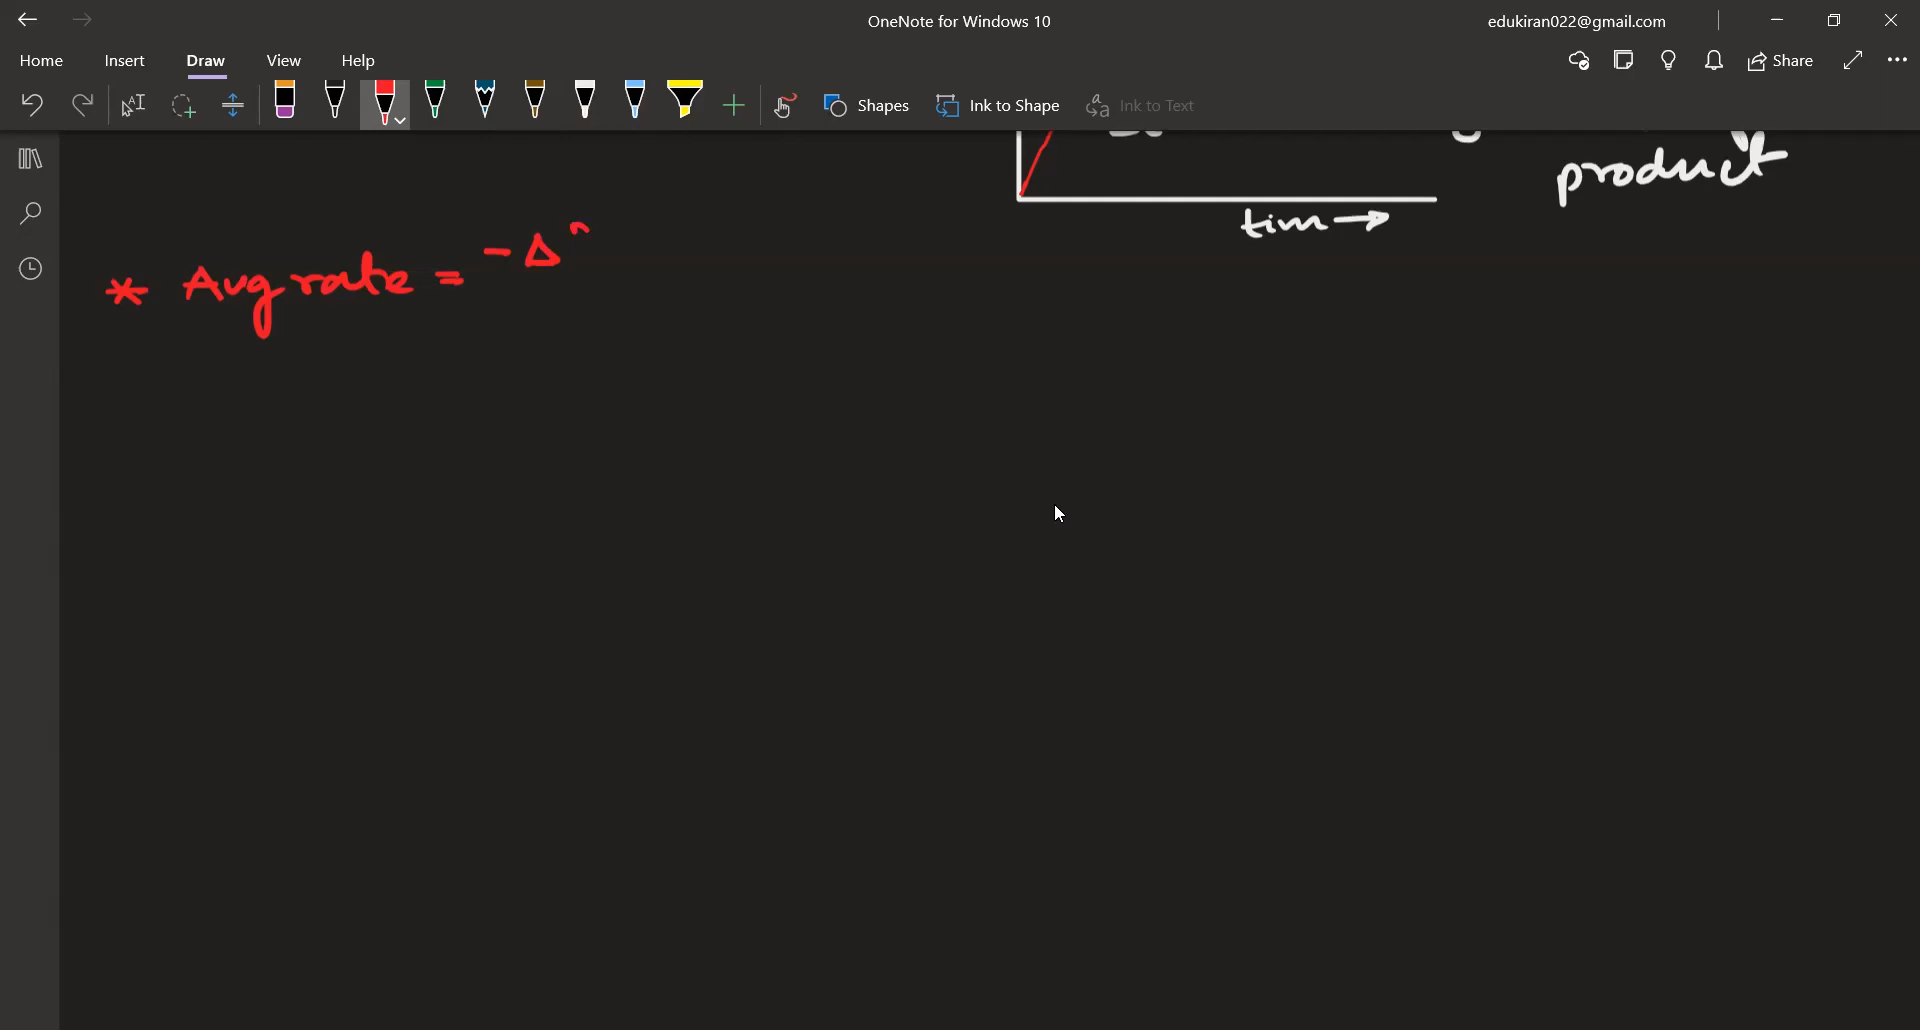 OneNote for Windows 10
edukiran022@gmail.com
Home Insert Draw View Help
Share
Shapes Ink to Shape Ink to Text
product
tim →
* Avg rate = - Δ